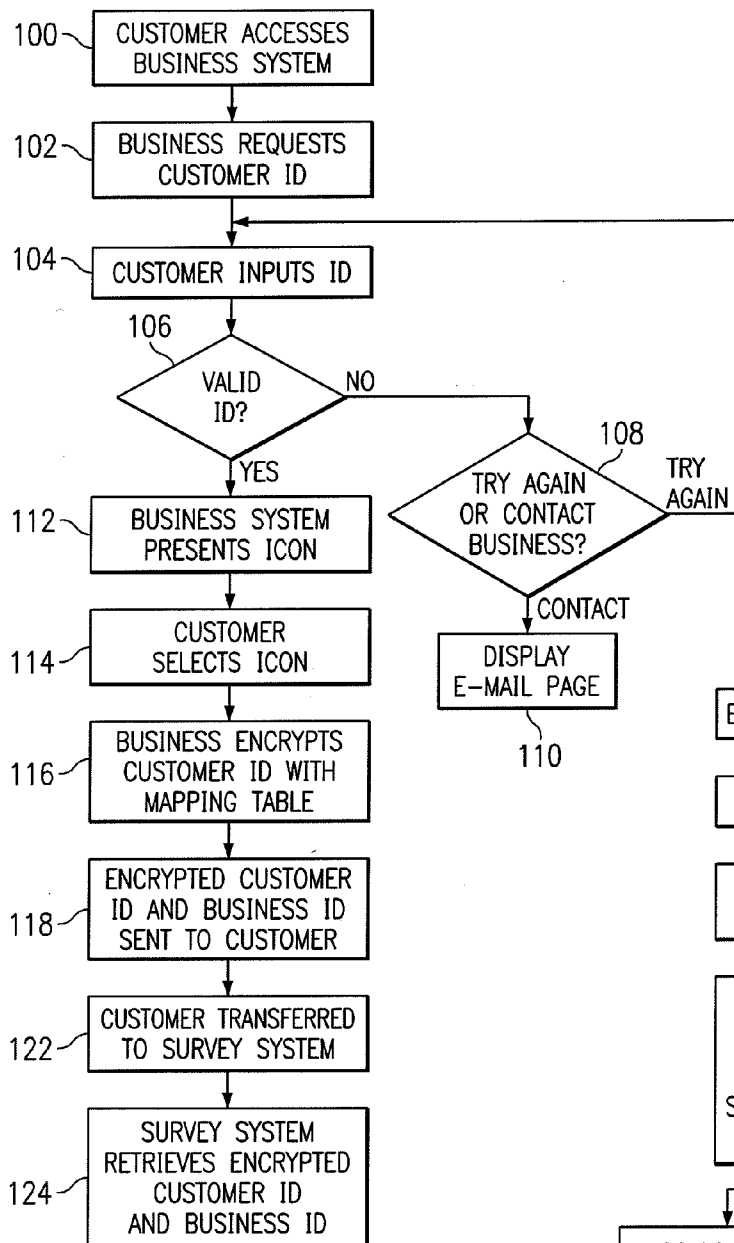 100
CUSTOMER ACCESSES
BUSINESS SYSTEM
102
BUSINESS REQUESTS
CUSTOMER ID
104
CUSTOMER INPUTS ID
106
VALID
ID?
NO
YES
108
TRY AGAIN
OR CONTACT
BUSINESS?
TRY
AGAIN
CONTACT
DISPLAY
E-MAIL PAGE
110
112
BUSINESS SYSTEM
PRESENTS ICON
114
CUSTOMER
SELECTS ICON
116
BUSINESS ENCRYPTS
CUSTOMER ID WITH
MAPPING TABLE
118
ENCRYPTED CUSTOMER
ID AND BUSINESS ID
SENT TO CUSTOMER
122
CUSTOMER TRANSFERRED
TO SURVEY SYSTEM
124
SURVEY SYSTEM
RETRIEVES ENCRYPTED
CUSTOMER ID
AND BUSINESS ID
E
S